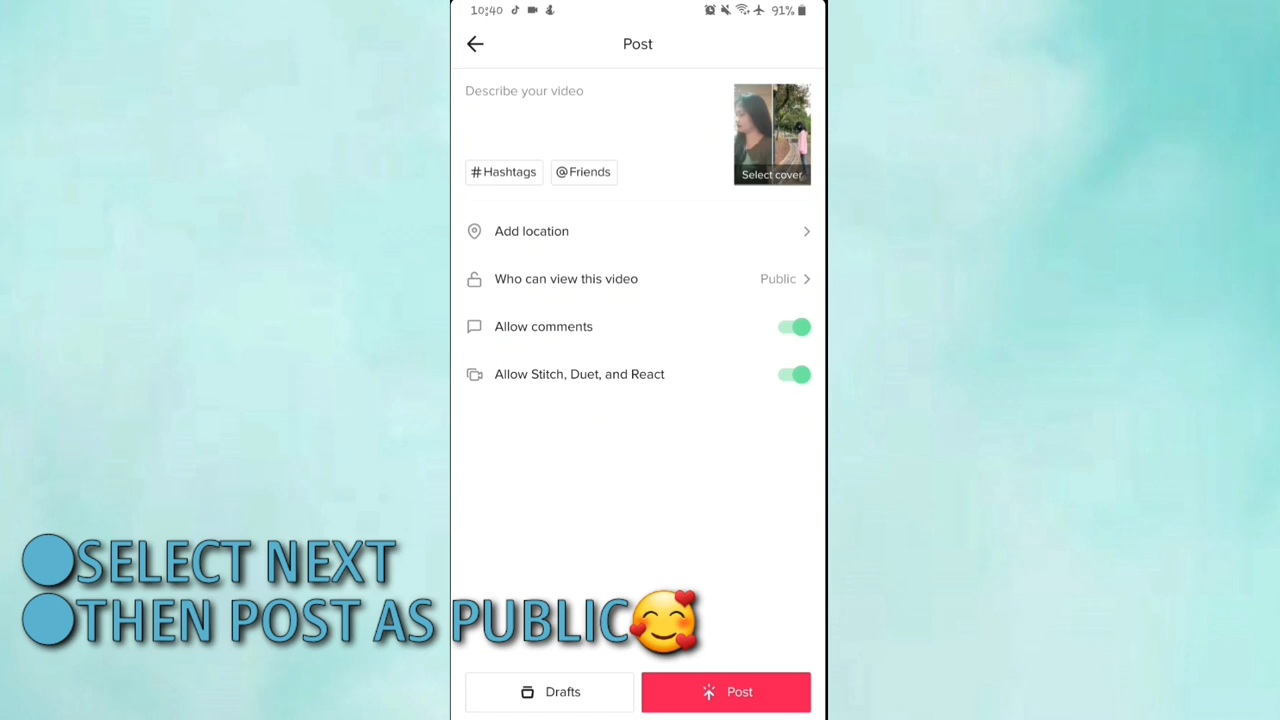 10:40 91%
Post
Describe your video
#Hashtags @Friends
Select cover
Add location
Who can view this video Public
Allow comments
Allow Stitch, Duet, and React
SELECT NEXT
THEN POST AS PUBLIC🥰
Drafts Post